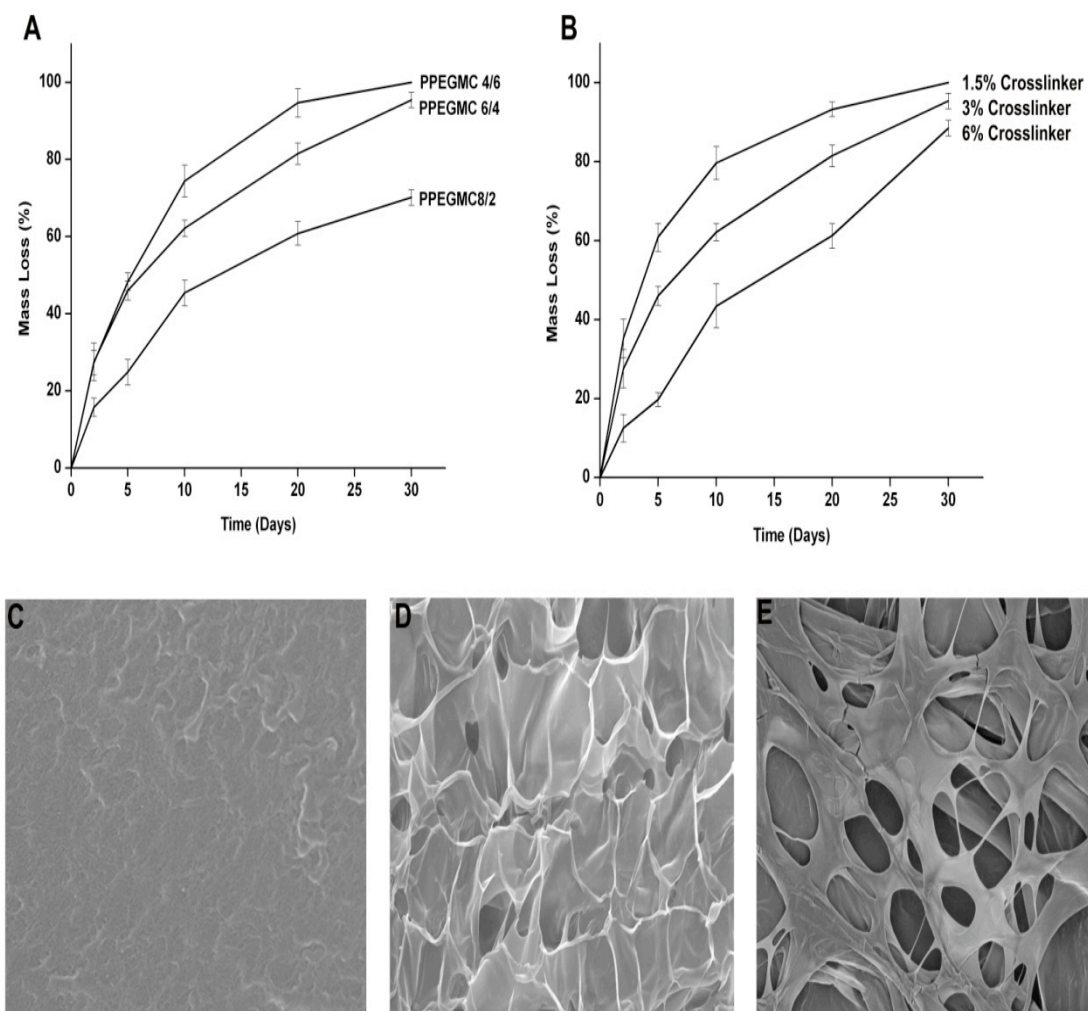 A
100
80
60
40
20
0
Mass Loss (%)
0 5 10 15 20 25 30
Time (Days)
PPEGMC 4/6
PPEGMC 6/4
PPEGMC8/2
B
100
80
60
40
20
0
Mass Loss (%)
0 5 10 15 20 25 30
Time (Days)
1.5% Crosslinker
3% Crosslinker
6% Crosslinker
C
D
E